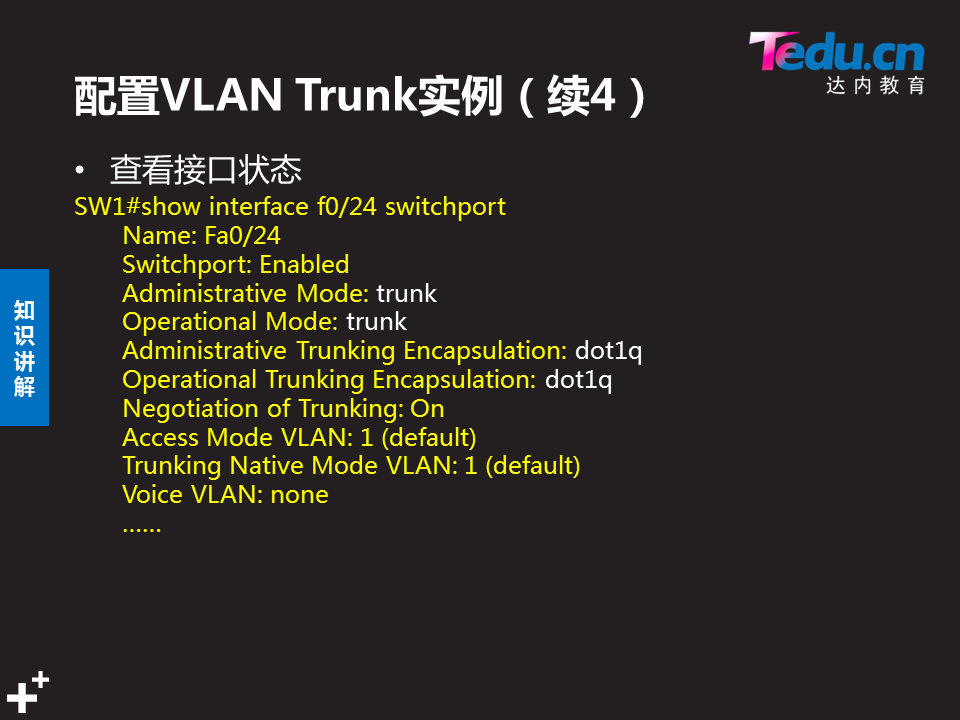 Tedu.cn
达内教育
配置VLAN Trunk实例（续4）
• 查看接口状态
SW1#show interface f0/24 switchport
Name: Fa0/24
Switchport: Enabled
Administrative Mode: trunk
Operational Mode: trunk
Administrative Trunking Encapsulation: dot1q
Operational Trunking Encapsulation: dot1q
Negotiation of Trunking: On
Access Mode VLAN: 1 (default)
Trunking Native Mode VLAN: 1 (default)
Voice VLAN: none
……
知识讲解